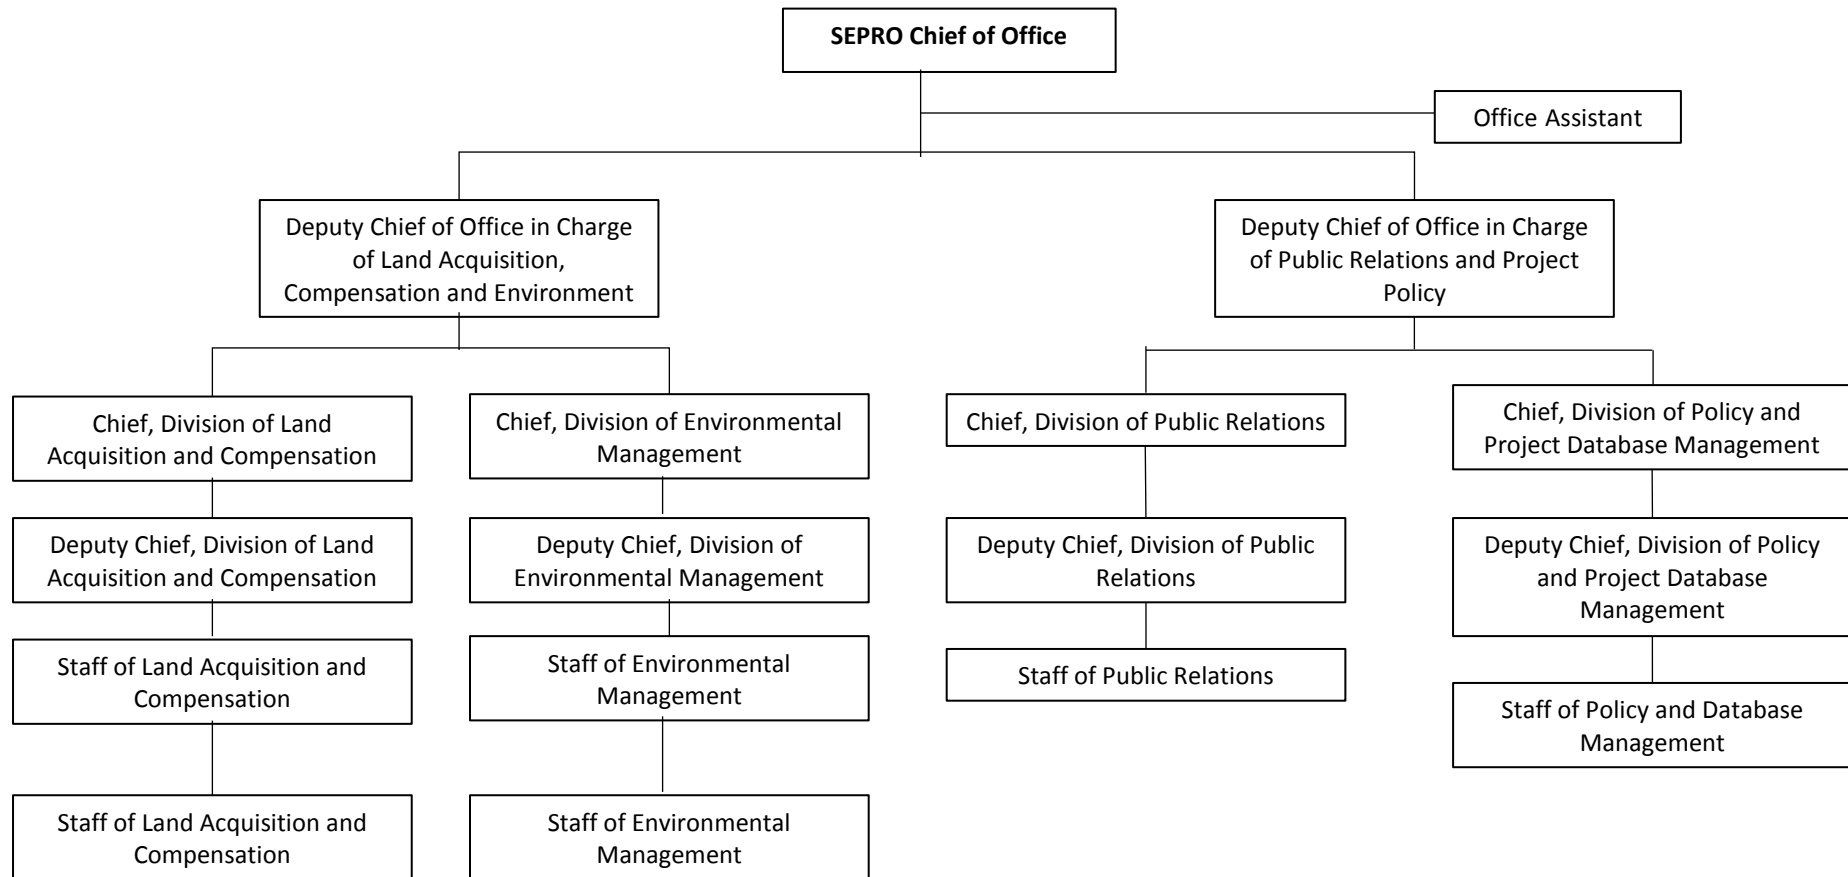 SEPRO Chief of Office
Office Assistant
Deputy Chief of Office in Charge
of Land Acquisition,
Compensation and Environment
Deputy Chief of Office in Charge
of Public Relations and Project
Policy
Chief, Division of Land
Acquisition and Compensation
Chief, Division of Environmental
Management
Chief, Division of Public Relations
Chief, Division of Policy and
Project Database Management
Deputy Chief, Division of Land
Acquisition and Compensation
Deputy Chief, Division of
Environmental Management
Deputy Chief, Division of Public
Relations
Deputy Chief, Division of Policy
and Project Database
Management
Staff of Land Acquisition and
Compensation
Staff of Environmental
Management
Staff of Public Relations
Staff of Policy and Database
Management
Staff of Land Acquisition and
Compensation
Staff of Environmental
Management